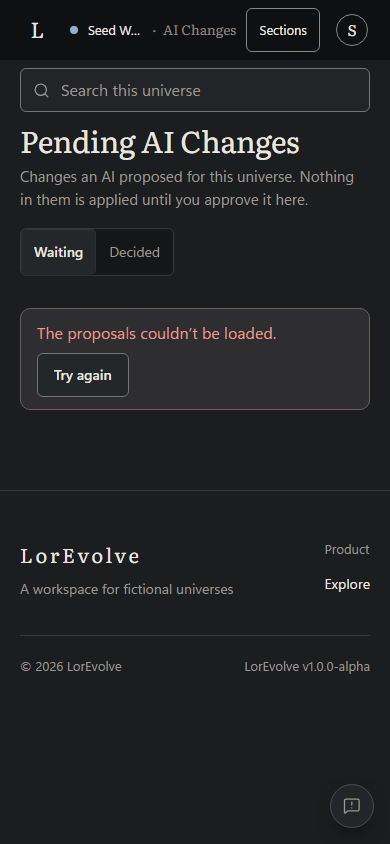 L
Seed W... · AI Changes
Sections
S
Search this universe
Pending AI Changes
Changes an AI proposed for this universe. Nothing
in them is applied until you approve it here.
Waiting
Decided
The proposals couldn’t be loaded.
Try again
LorEvolve
A workspace for fictional universes
Product
Explore
© 2026 LorEvolve
LorEvolve v1.0.0-alpha